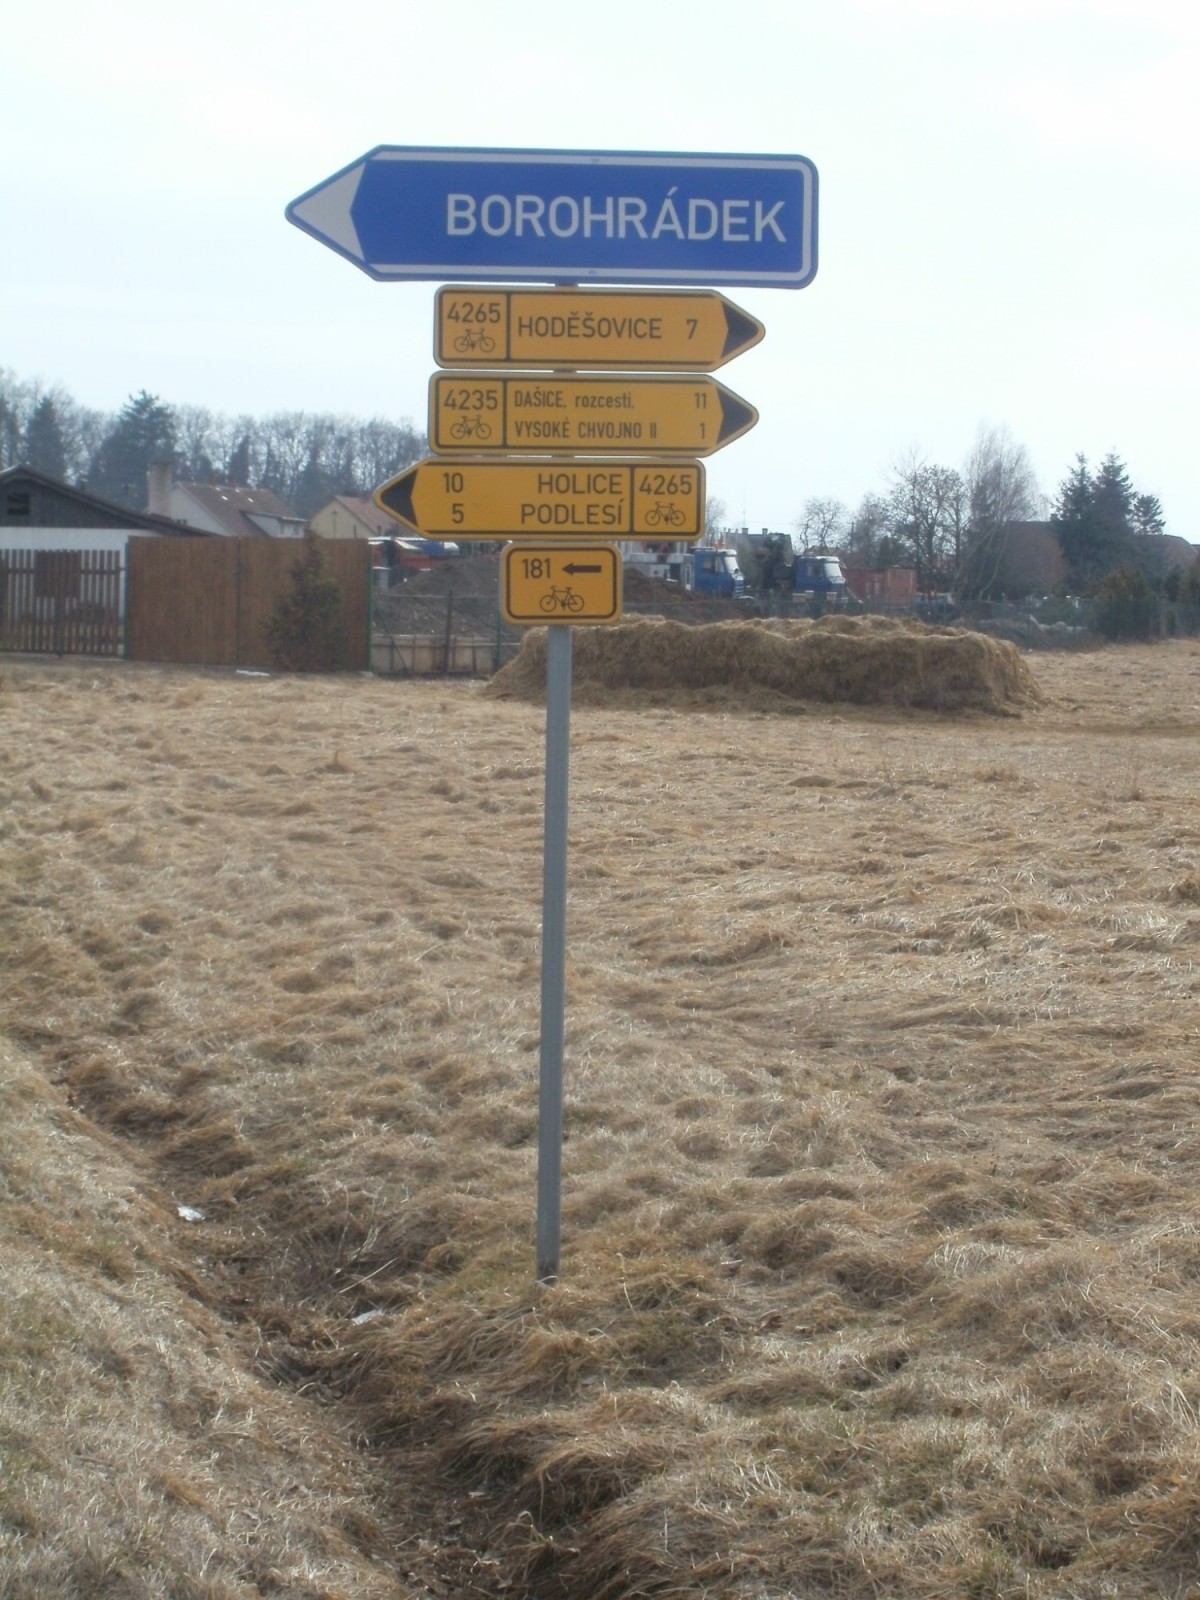 BOROHRÁDEK
4265 HODĚŠOVICE 7
4235 DAŠICE, rozcestí. 11
VYSOKÉ CHVOJNO II 1
10 HOLICE 4265
5 PODLESÍ
181